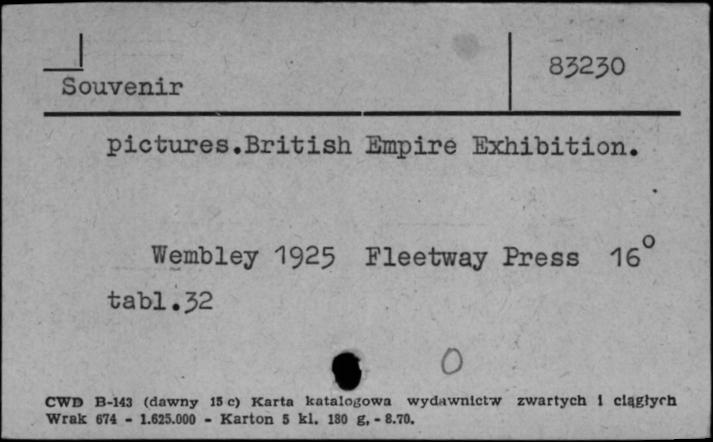 83230
Souvenir
pictures.British Empire Exhibition.
Wembley 1925 Fleetway Press 16°
tabl.32
O
CWD B-143 (dawny 15 c) Karta katalogowa wydawnictw zwartych i ciągłych
Wrak 674 - 1.625.000 - Karton 5 kl. 180 g. - 8.70.